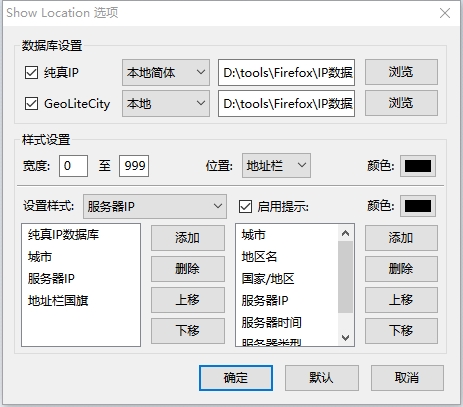 Show Location 选项
数据库设置
纯真IP 本地简体 D:\tools\Firefox\IP数据 浏览
GeoLiteCity 本地 D:\tools\Firefox\IP数据 浏览
样式设置
宽度: 0 至 999 位置: 地址栏 颜色:
设置样式: 服务器IP 启用提示: 颜色:
纯真IP数据库 添加 城市 添加
城市 删除 地区名 删除
服务器IP 上移 国家/地区 上移
地址栏国旗 下移 服务器IP 下移
服务器时间
服务器类型
确定 默认 取消